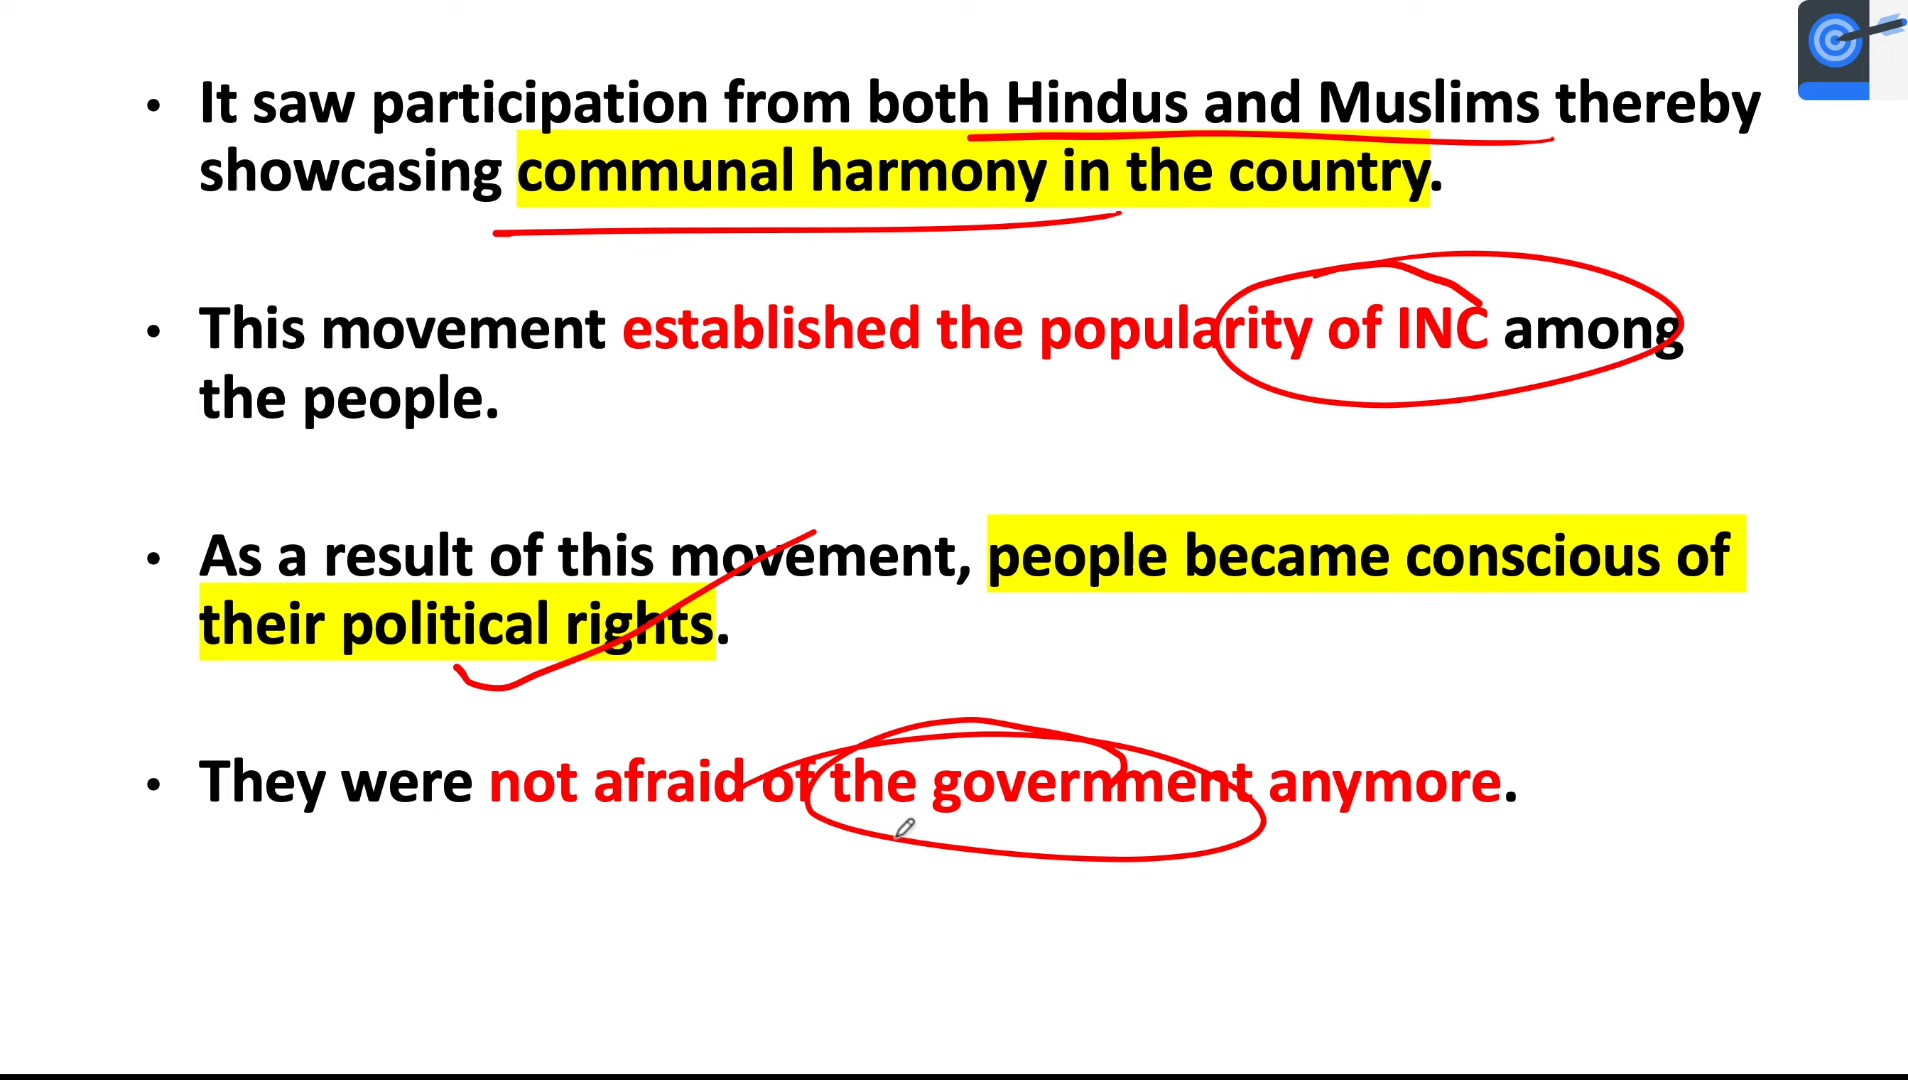 • It saw participation from both Hindus and Muslims thereby
showcasing communal harmony in the country.
• This movement established the popularity of INC among
the people.
• As a result of this movement, people became conscious of
their political rights.
• They were not afraid of the government anymore.